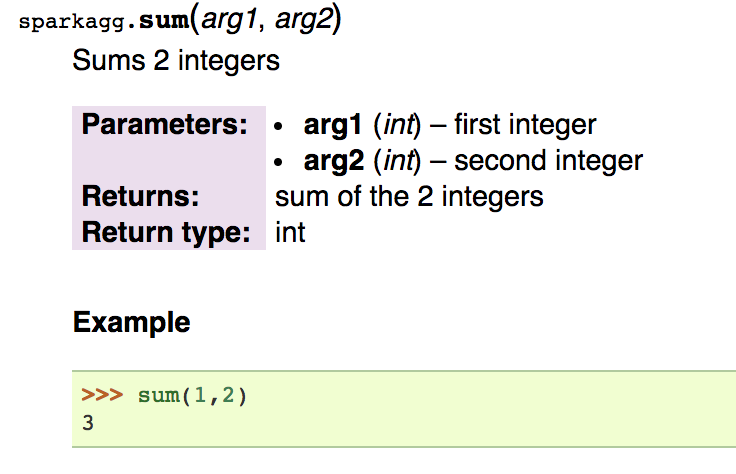 sparkagg.sum(arg1, arg2)
Sums 2 integers
Parameters: • arg1 (int) – first integer
• arg2 (int) – second integer
Returns: sum of the 2 integers
Return type: int
Example
>>> sum(1,2)
3